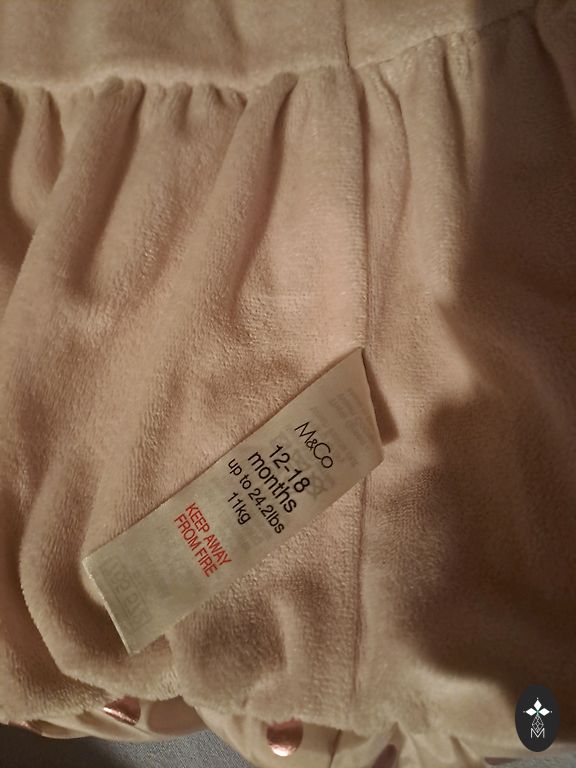 M&Co
12-18
months
up to 24.2lbs
11kg
KEEP AWAY
FROM FIRE